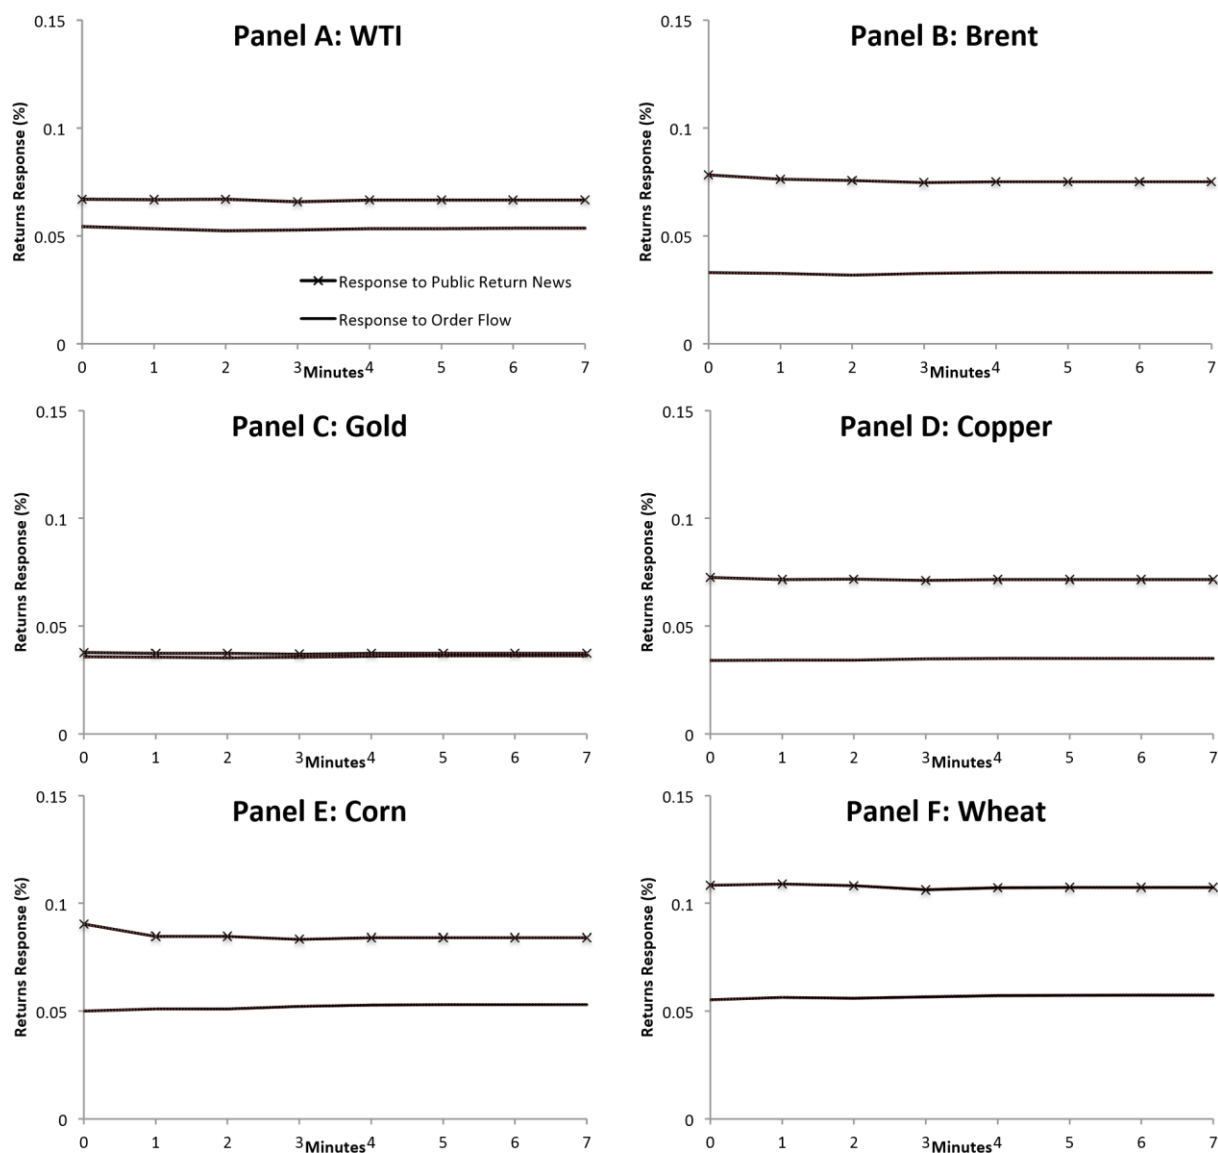 Panel A: WTI
Returns Response (%)
0.15
0.1
0.05
0
Response to Public Return News
Response to Order Flow
0 1 2 3 4 5 6 7
Minutes
Panel B: Brent
Returns Response (%)
0.15
0.1
0.05
0
0 1 2 3 4 5 6 7
Minutes
Panel C: Gold
Returns Response (%)
0.15
0.1
0.05
0
0 1 2 3 4 5 6 7
Minutes
Panel D: Copper
Returns Response (%)
0.15
0.1
0.05
0
0 1 2 3 4 5 6 7
Minutes
Panel E: Corn
Returns Response (%)
0.15
0.1
0.05
0
0 1 2 3 4 5 6 7
Minutes
Panel F: Wheat
Returns Response (%)
0.15
0.1
0.05
0
0 1 2 3 4 5 6 7
Minutes